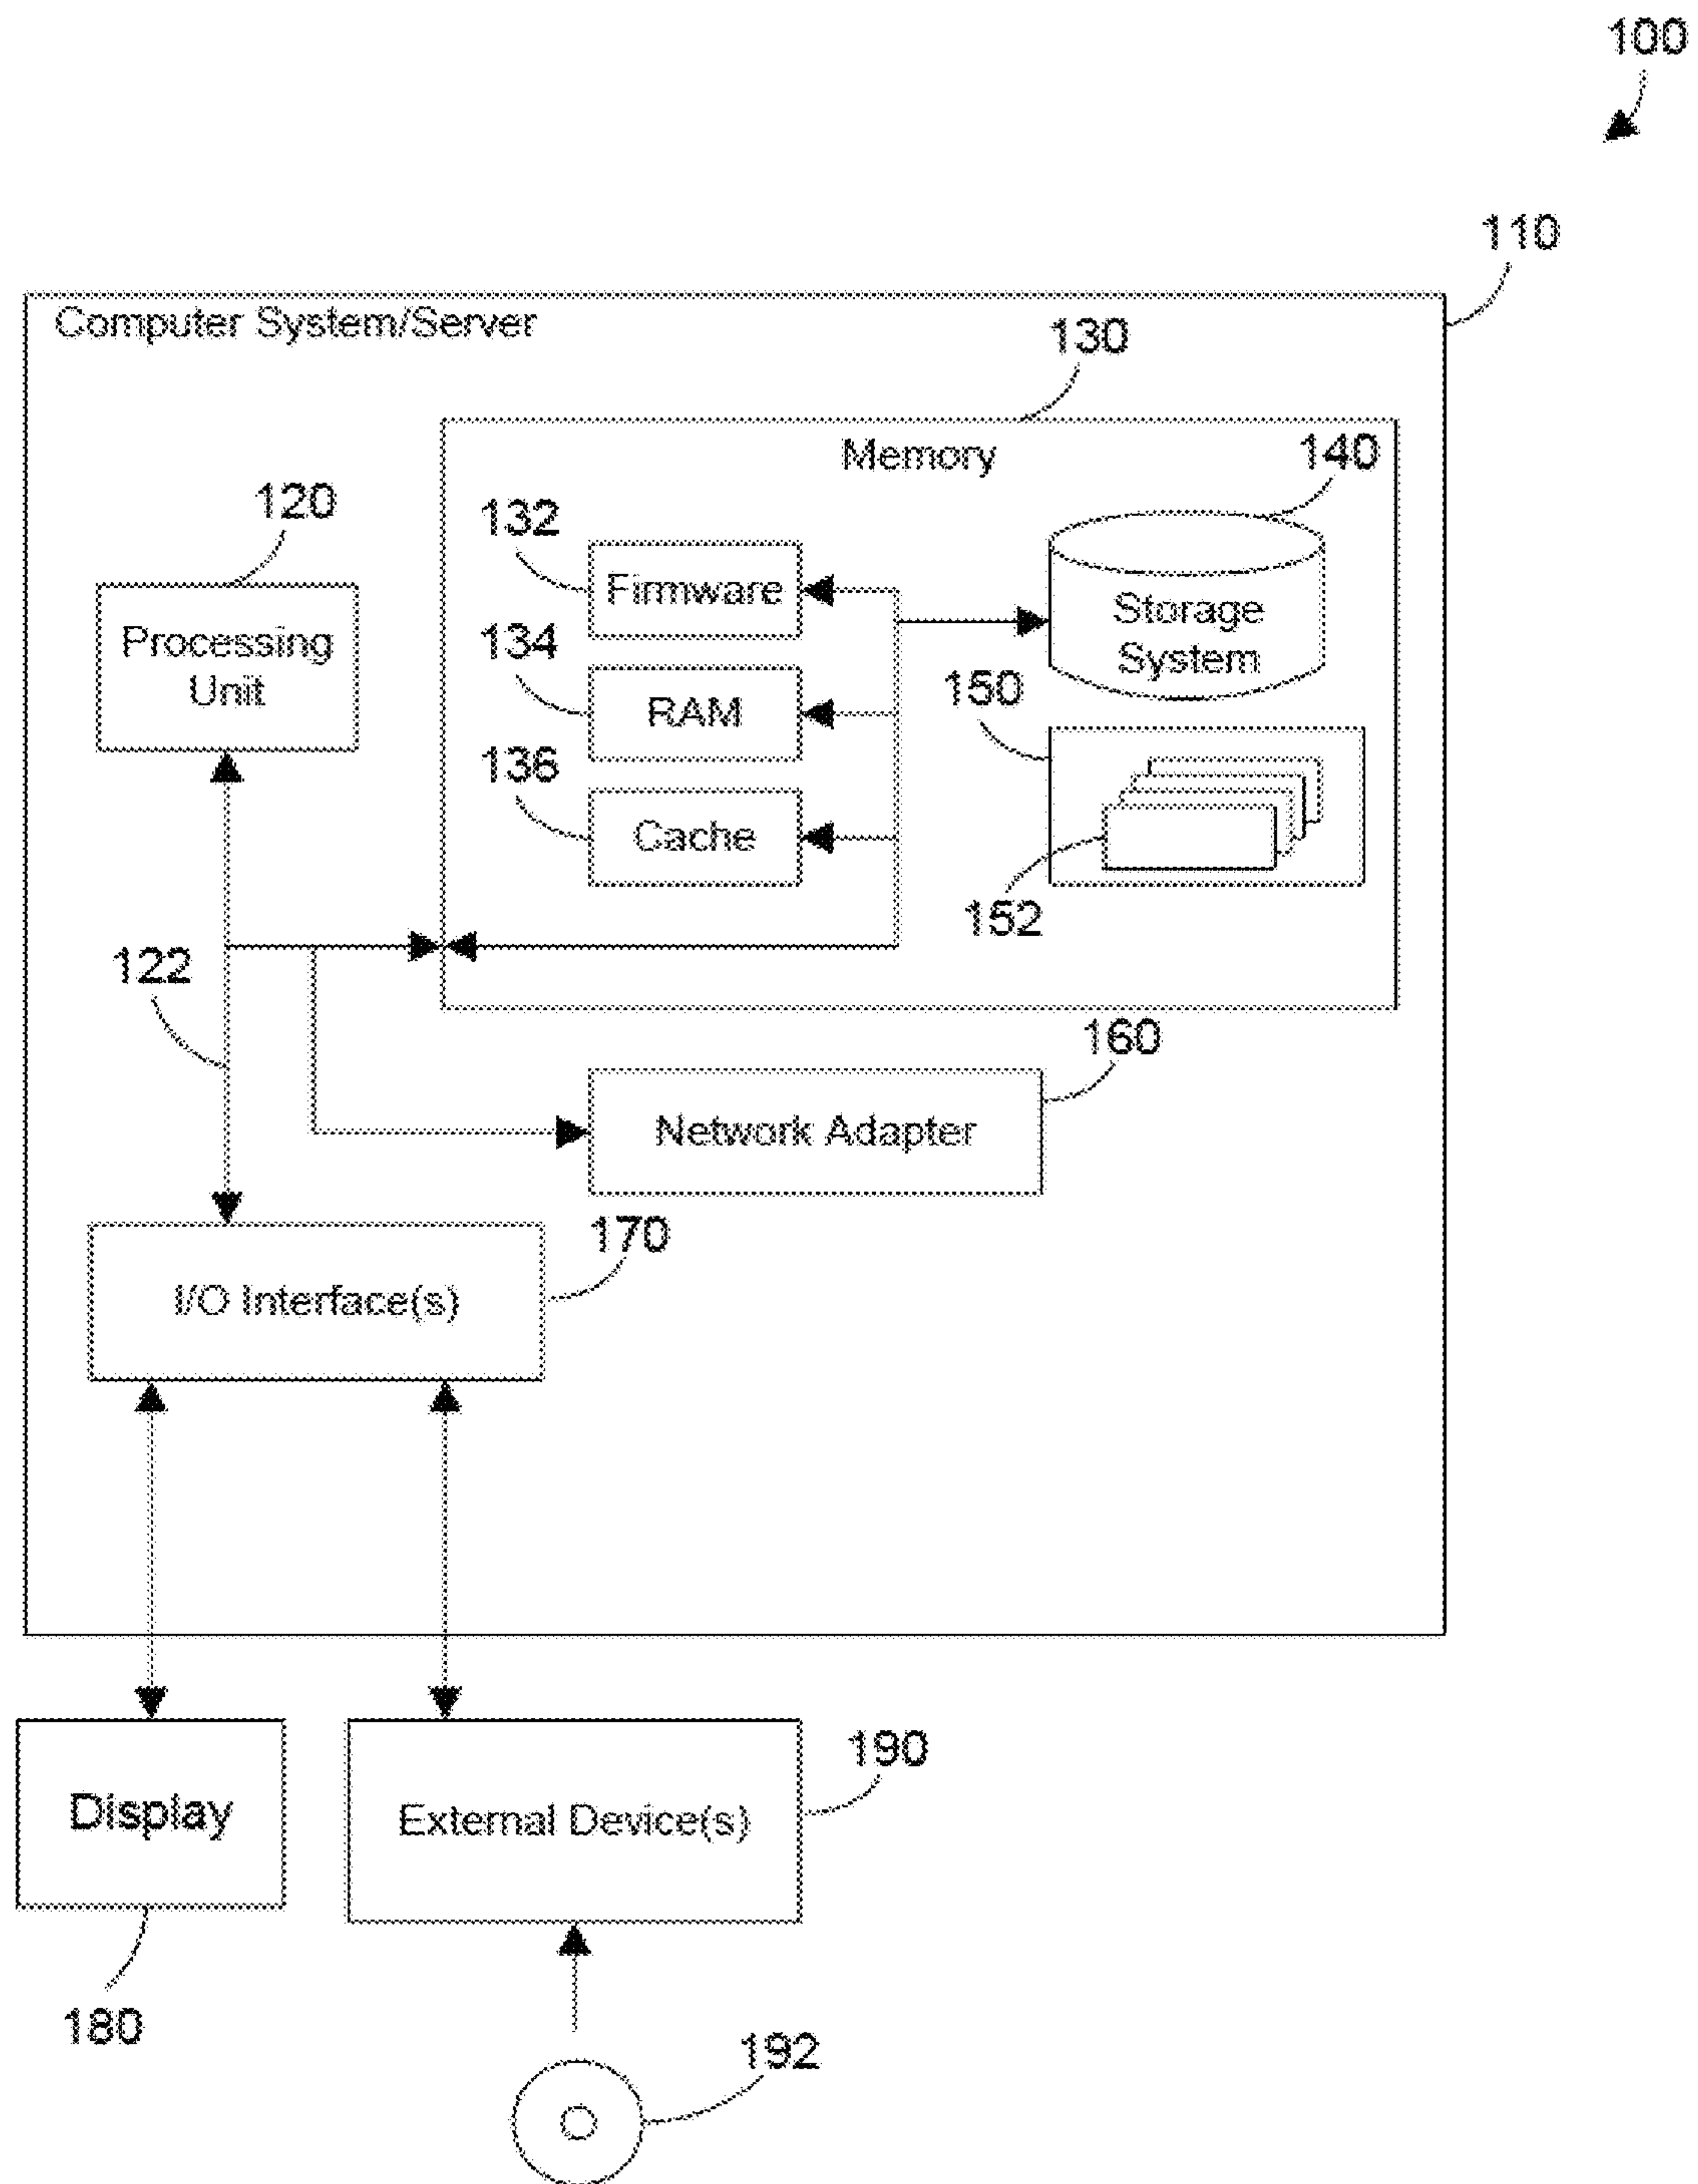 100
110
Computer System/Server
130
Memory
140
120
132
Firmware
Storage
System
Processing
Unit
134
RAM
150
136
Cache
152
122
160
Network Adapter
170
I/O Interface(s)
190
Display
External Device(s)
180
192